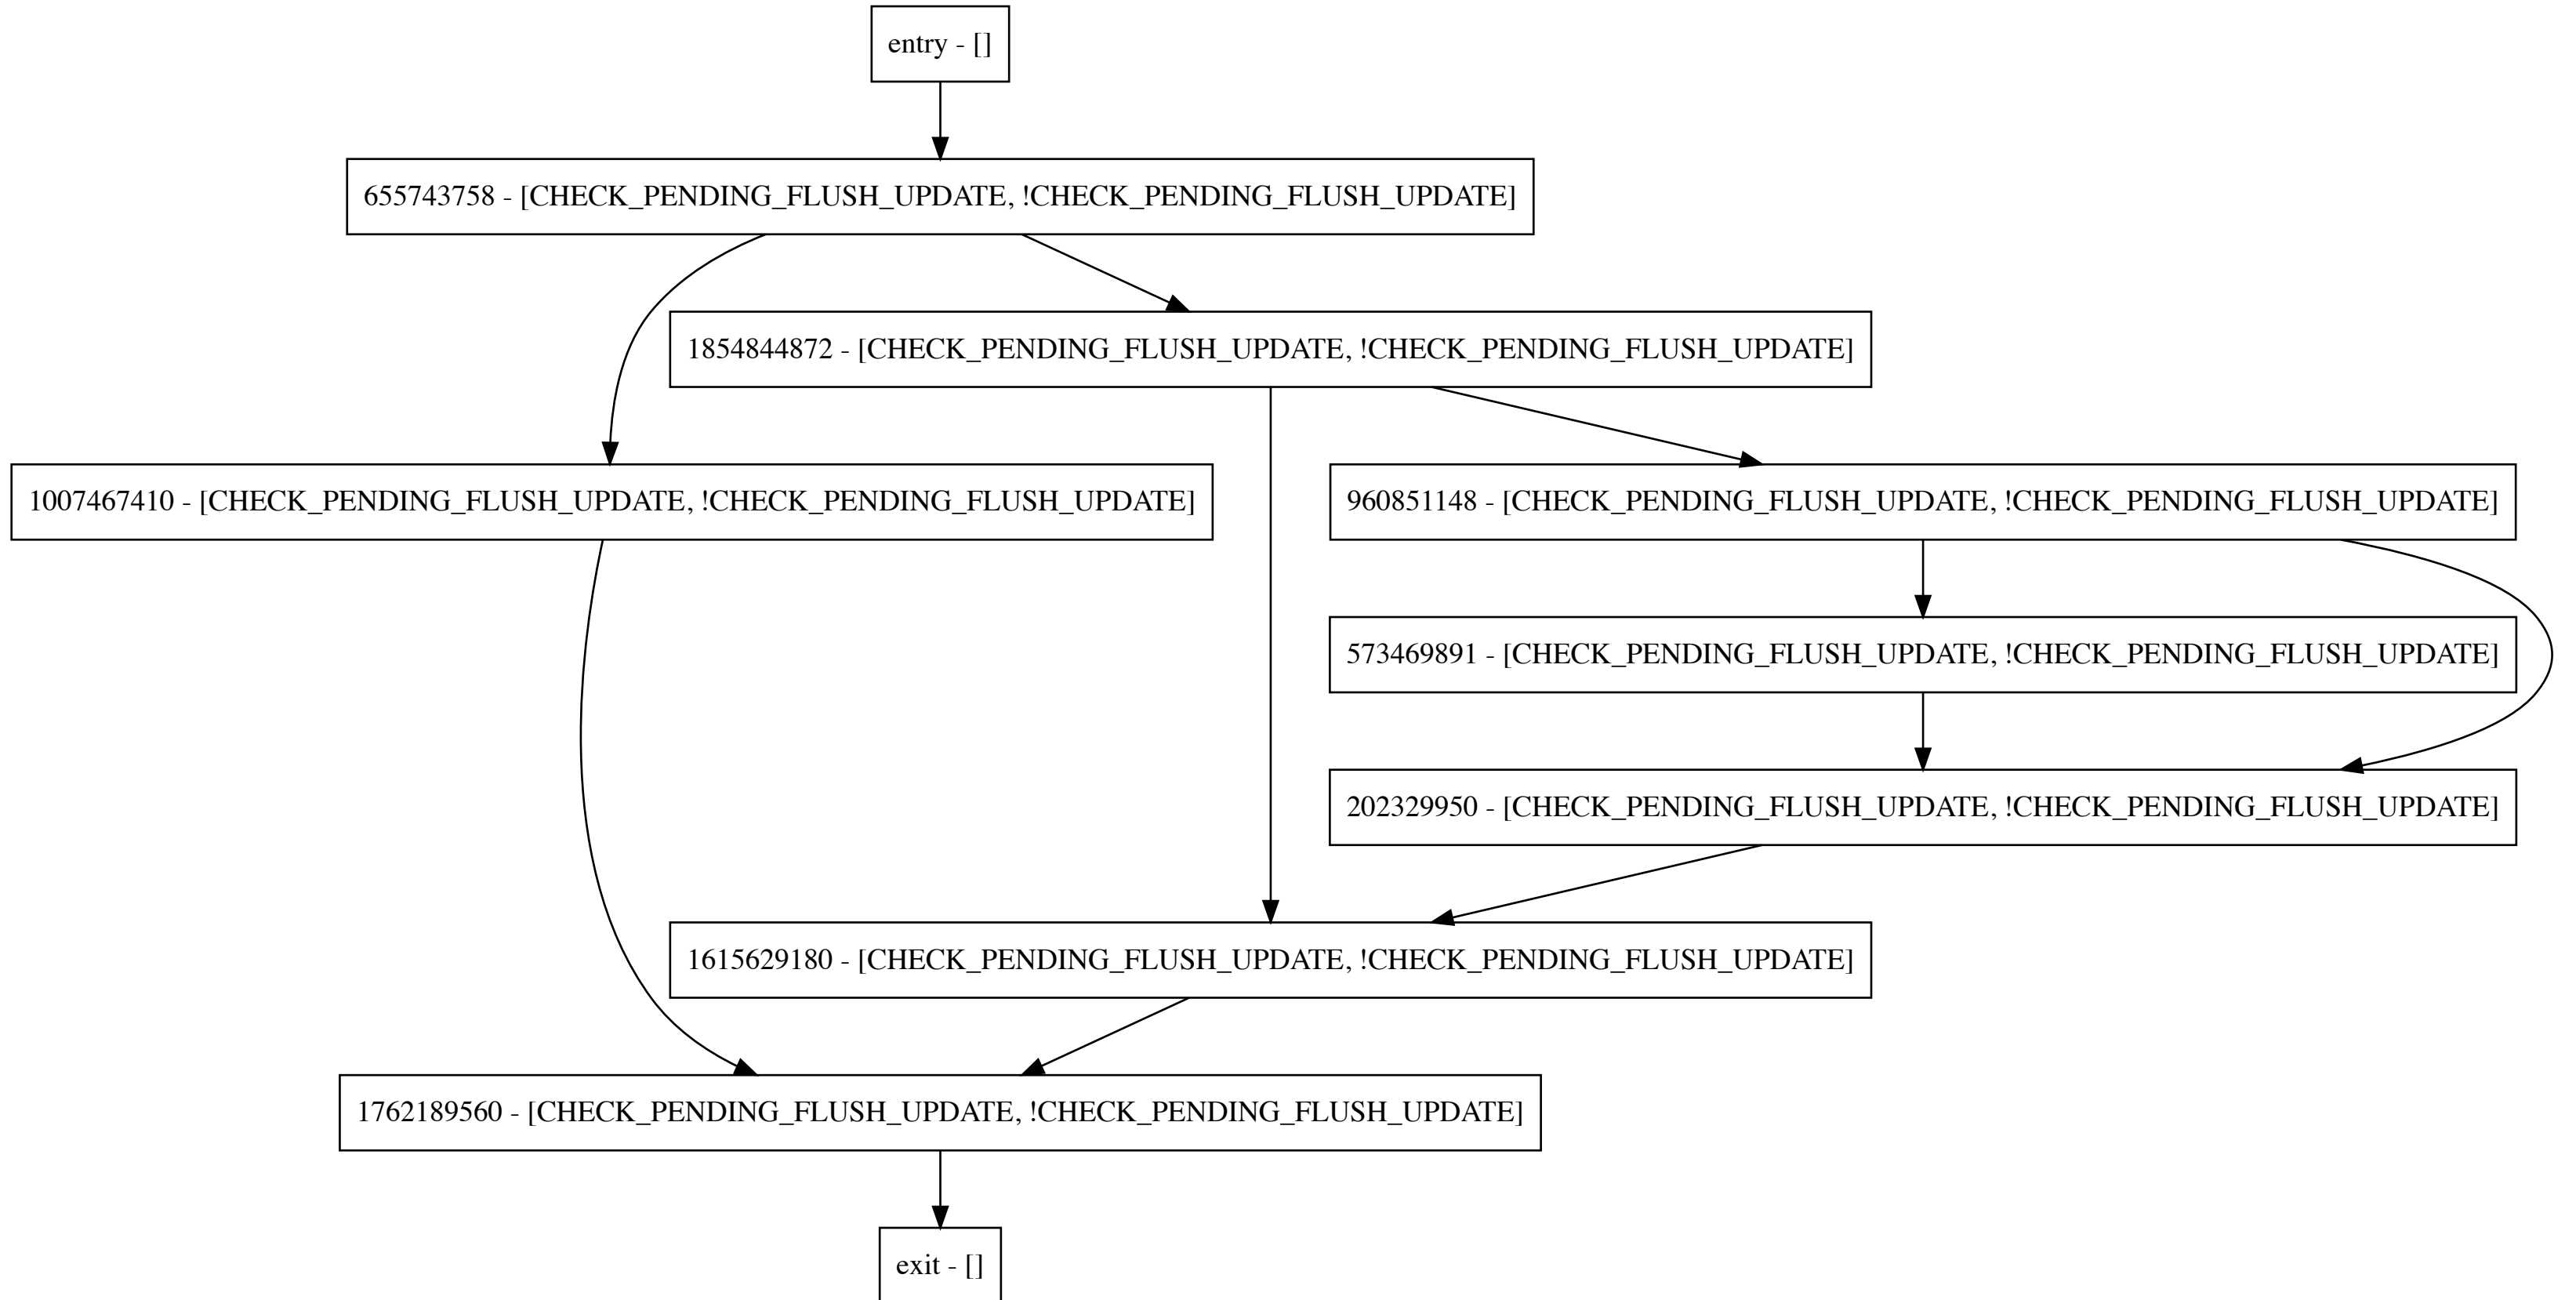 entry - []
655743758 - [CHECK_PENDING_FLUSH_UPDATE, !CHECK_PENDING_FLUSH_UPDATE]
1854844872 - [CHECK_PENDING_FLUSH_UPDATE, !CHECK_PENDING_FLUSH_UPDATE]
1007467410 - [CHECK_PENDING_FLUSH_UPDATE, !CHECK_PENDING_FLUSH_UPDATE]
960851148 - [CHECK_PENDING_FLUSH_UPDATE, !CHECK_PENDING_FLUSH_UPDATE]
573469891 - [CHECK_PENDING_FLUSH_UPDATE, !CHECK_PENDING_FLUSH_UPDATE]
202329950 - [CHECK_PENDING_FLUSH_UPDATE, !CHECK_PENDING_FLUSH_UPDATE]
1615629180 - [CHECK_PENDING_FLUSH_UPDATE, !CHECK_PENDING_FLUSH_UPDATE]
1762189560 - [CHECK_PENDING_FLUSH_UPDATE, !CHECK_PENDING_FLUSH_UPDATE]
exit - []